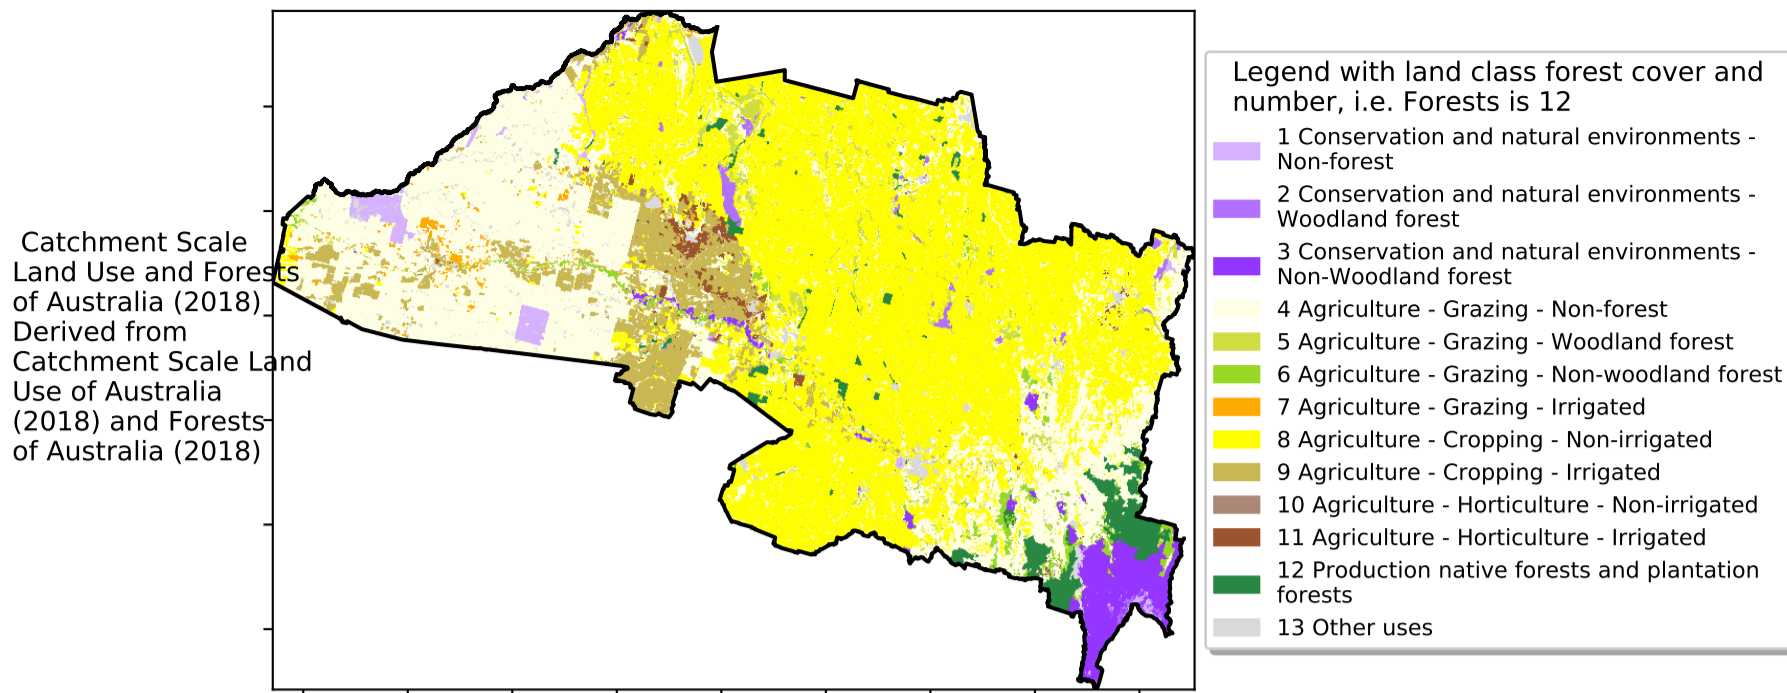 Catchment Scale
Land Use and Forests
of Australia (2018)
Derived from
Catchment Scale Land
Use of Australia
(2018) and Forests
of Australia (2018)
Legend with land class forest cover and
number, i.e. Forests is 12
1 Conservation and natural environments -
Non-forest
2 Conservation and natural environments -
Woodland forest
3 Conservation and natural environments -
Non-Woodland forest
4 Agriculture - Grazing - Non-forest
5 Agriculture - Grazing - Woodland forest
6 Agriculture - Grazing - Non-woodland forest
7 Agriculture - Grazing - Irrigated
8 Agriculture - Cropping - Non-irrigated
9 Agriculture - Cropping - Irrigated
10 Agriculture - Horticulture - Non-irrigated
11 Agriculture - Horticulture - Irrigated
12 Production native forests and plantation
forests
13 Other uses